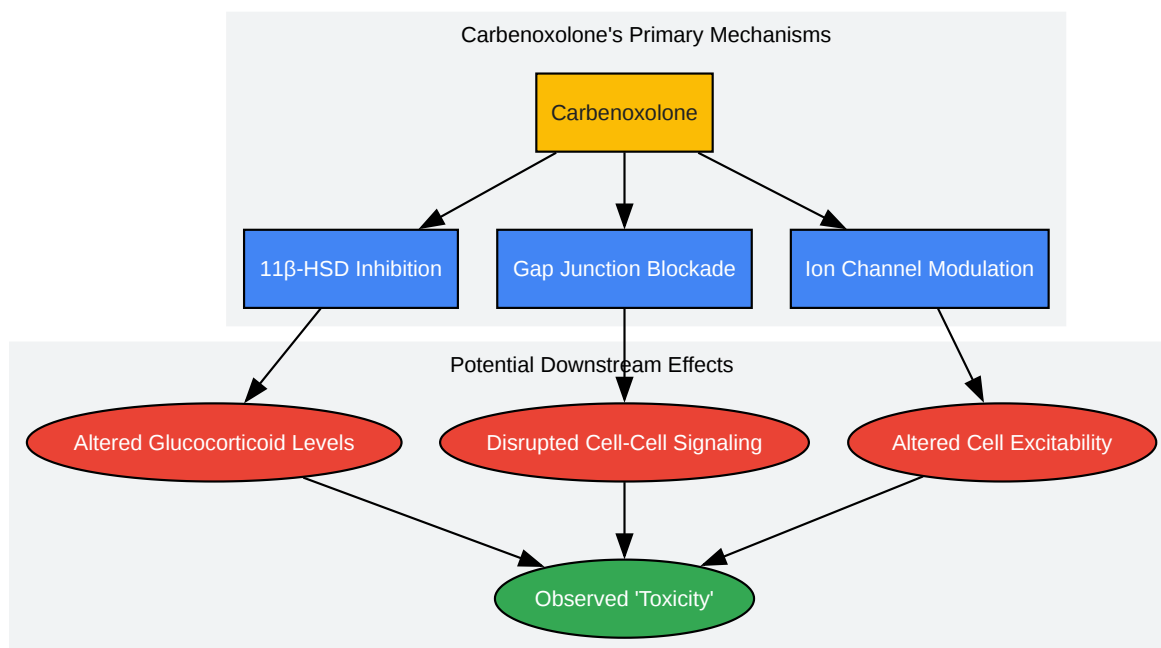 Carbenoxolone's Primary Mechanisms
Carbenoxolone
11β-HSD Inhibition
Gap Junction Blockade
Ion Channel Modulation
Potential Downstream Effects
Altered Glucocorticoid Levels
Disrupted Cell-Cell Signaling
Altered Cell Excitability
Observed 'Toxicity'